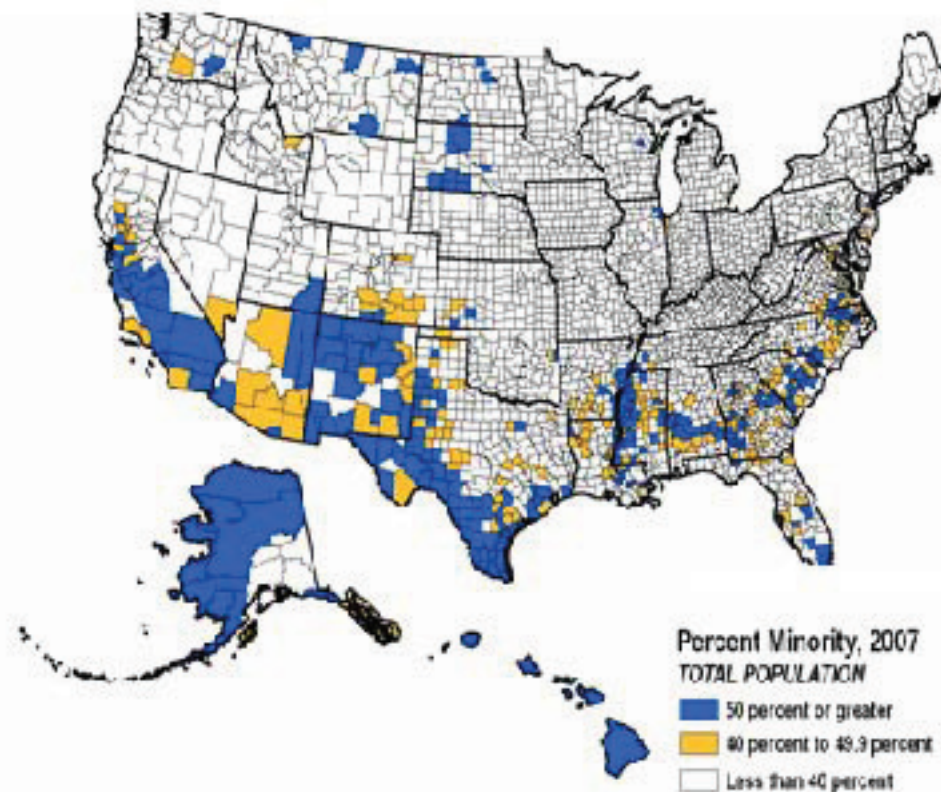 Percent Minority, 2007
TOTAL POPULATION
50 percent or greater
40 percent to 49.9 percent
Less than 40 percent